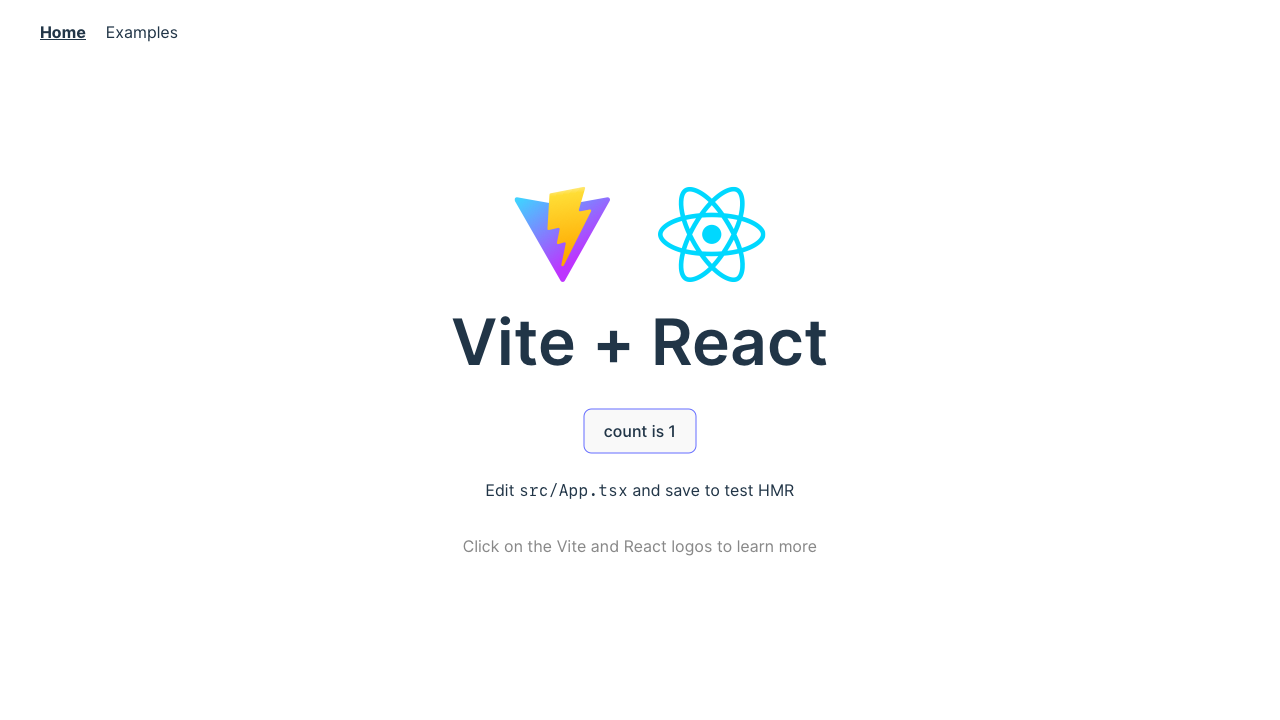 Home Examples
Vite + React
count is 1
Edit src/App.tsx and save to test HMR
Click on the Vite and React logos to learn more